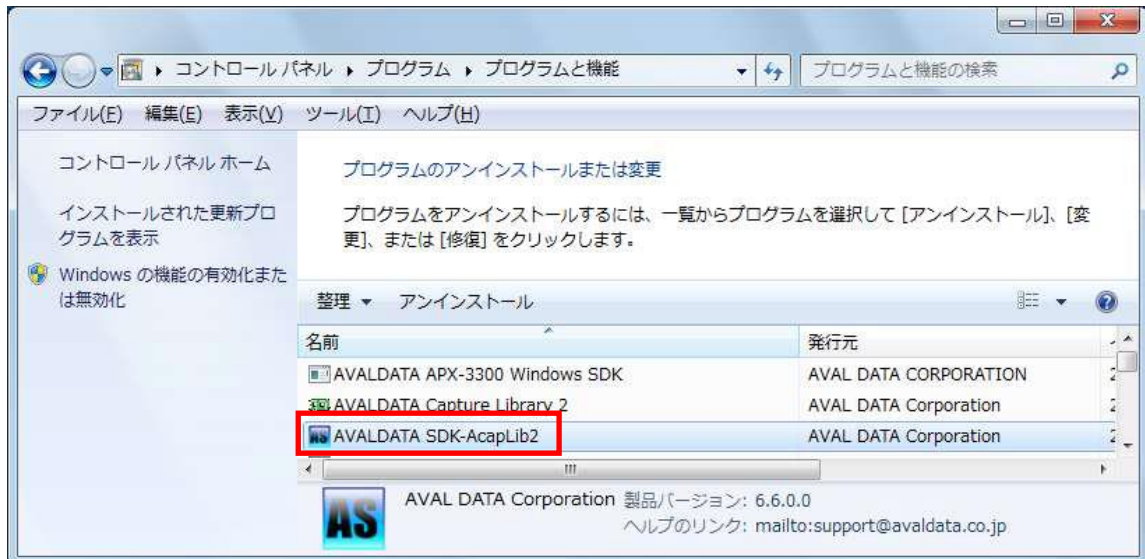 コントロール パネル ▸ プログラム ▸ プログラムと機能
プログラムと機能の検索
ファイル(F) 編集(E) 表示(V) ツール(T) ヘルプ(H)
コントロール パネル ホーム
インストールされた更新プロ
グラムを表示
Windows の機能の有効化また
は無効化
プログラムのアンインストールまたは変更
プログラムをアンインストールするには、一覧からプログラムを選択して [アンインストール]、[変
更]、または [修復] をクリックします。
整理 アンインストール
名前 発行元
AVALDATA APX-3300 Windows SDK AVAL DATA CORPORATION
AVALDATA Capture Library 2 AVAL DATA Corporation
AVALDATA SDK-AcapLib2 AVAL DATA Corporation
AS
AVAL DATA Corporation 製品バージョン: 6.6.0.0
ヘルプのリンク: mailto:support@avaldata.co.jp